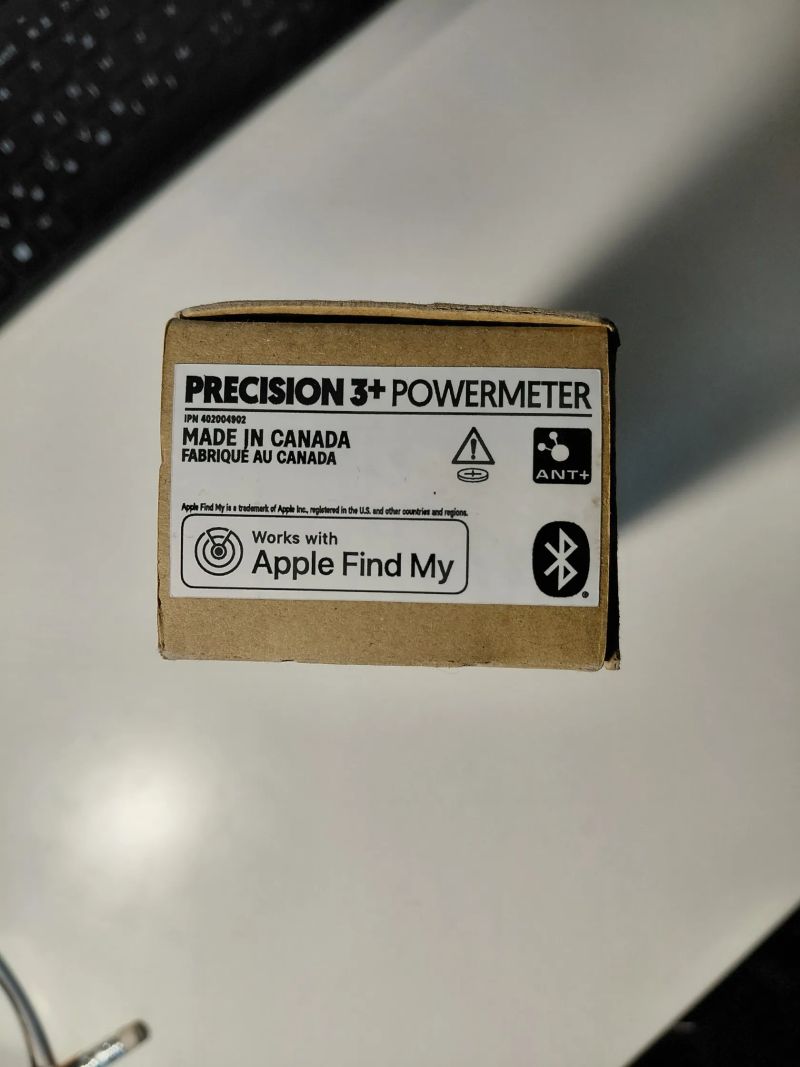 PRECISION 3+ POWERMETER
IPN 402004902
MADE IN CANADA
FABRIQUÉ AU CANADA
ANT+
Apple Find My is a trademark of Apple Inc., registered in the U.S. and other countries and regions.
Works with
Apple Find My